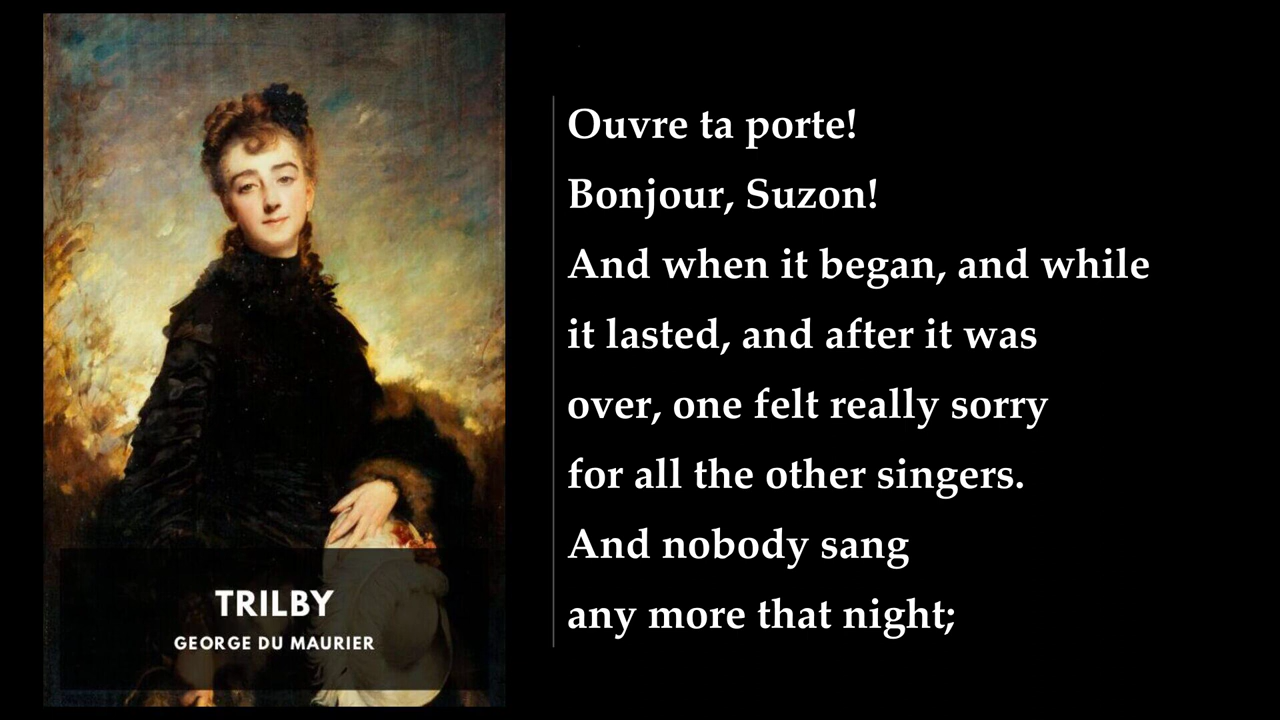 TRILBY
GEORGE DU MAURIER
Ouvre ta porte!
Bonjour, Suzon!
And when it began, and while
it lasted, and after it was
over, one felt really sorry
for all the other singers.
And nobody sang
any more that night;